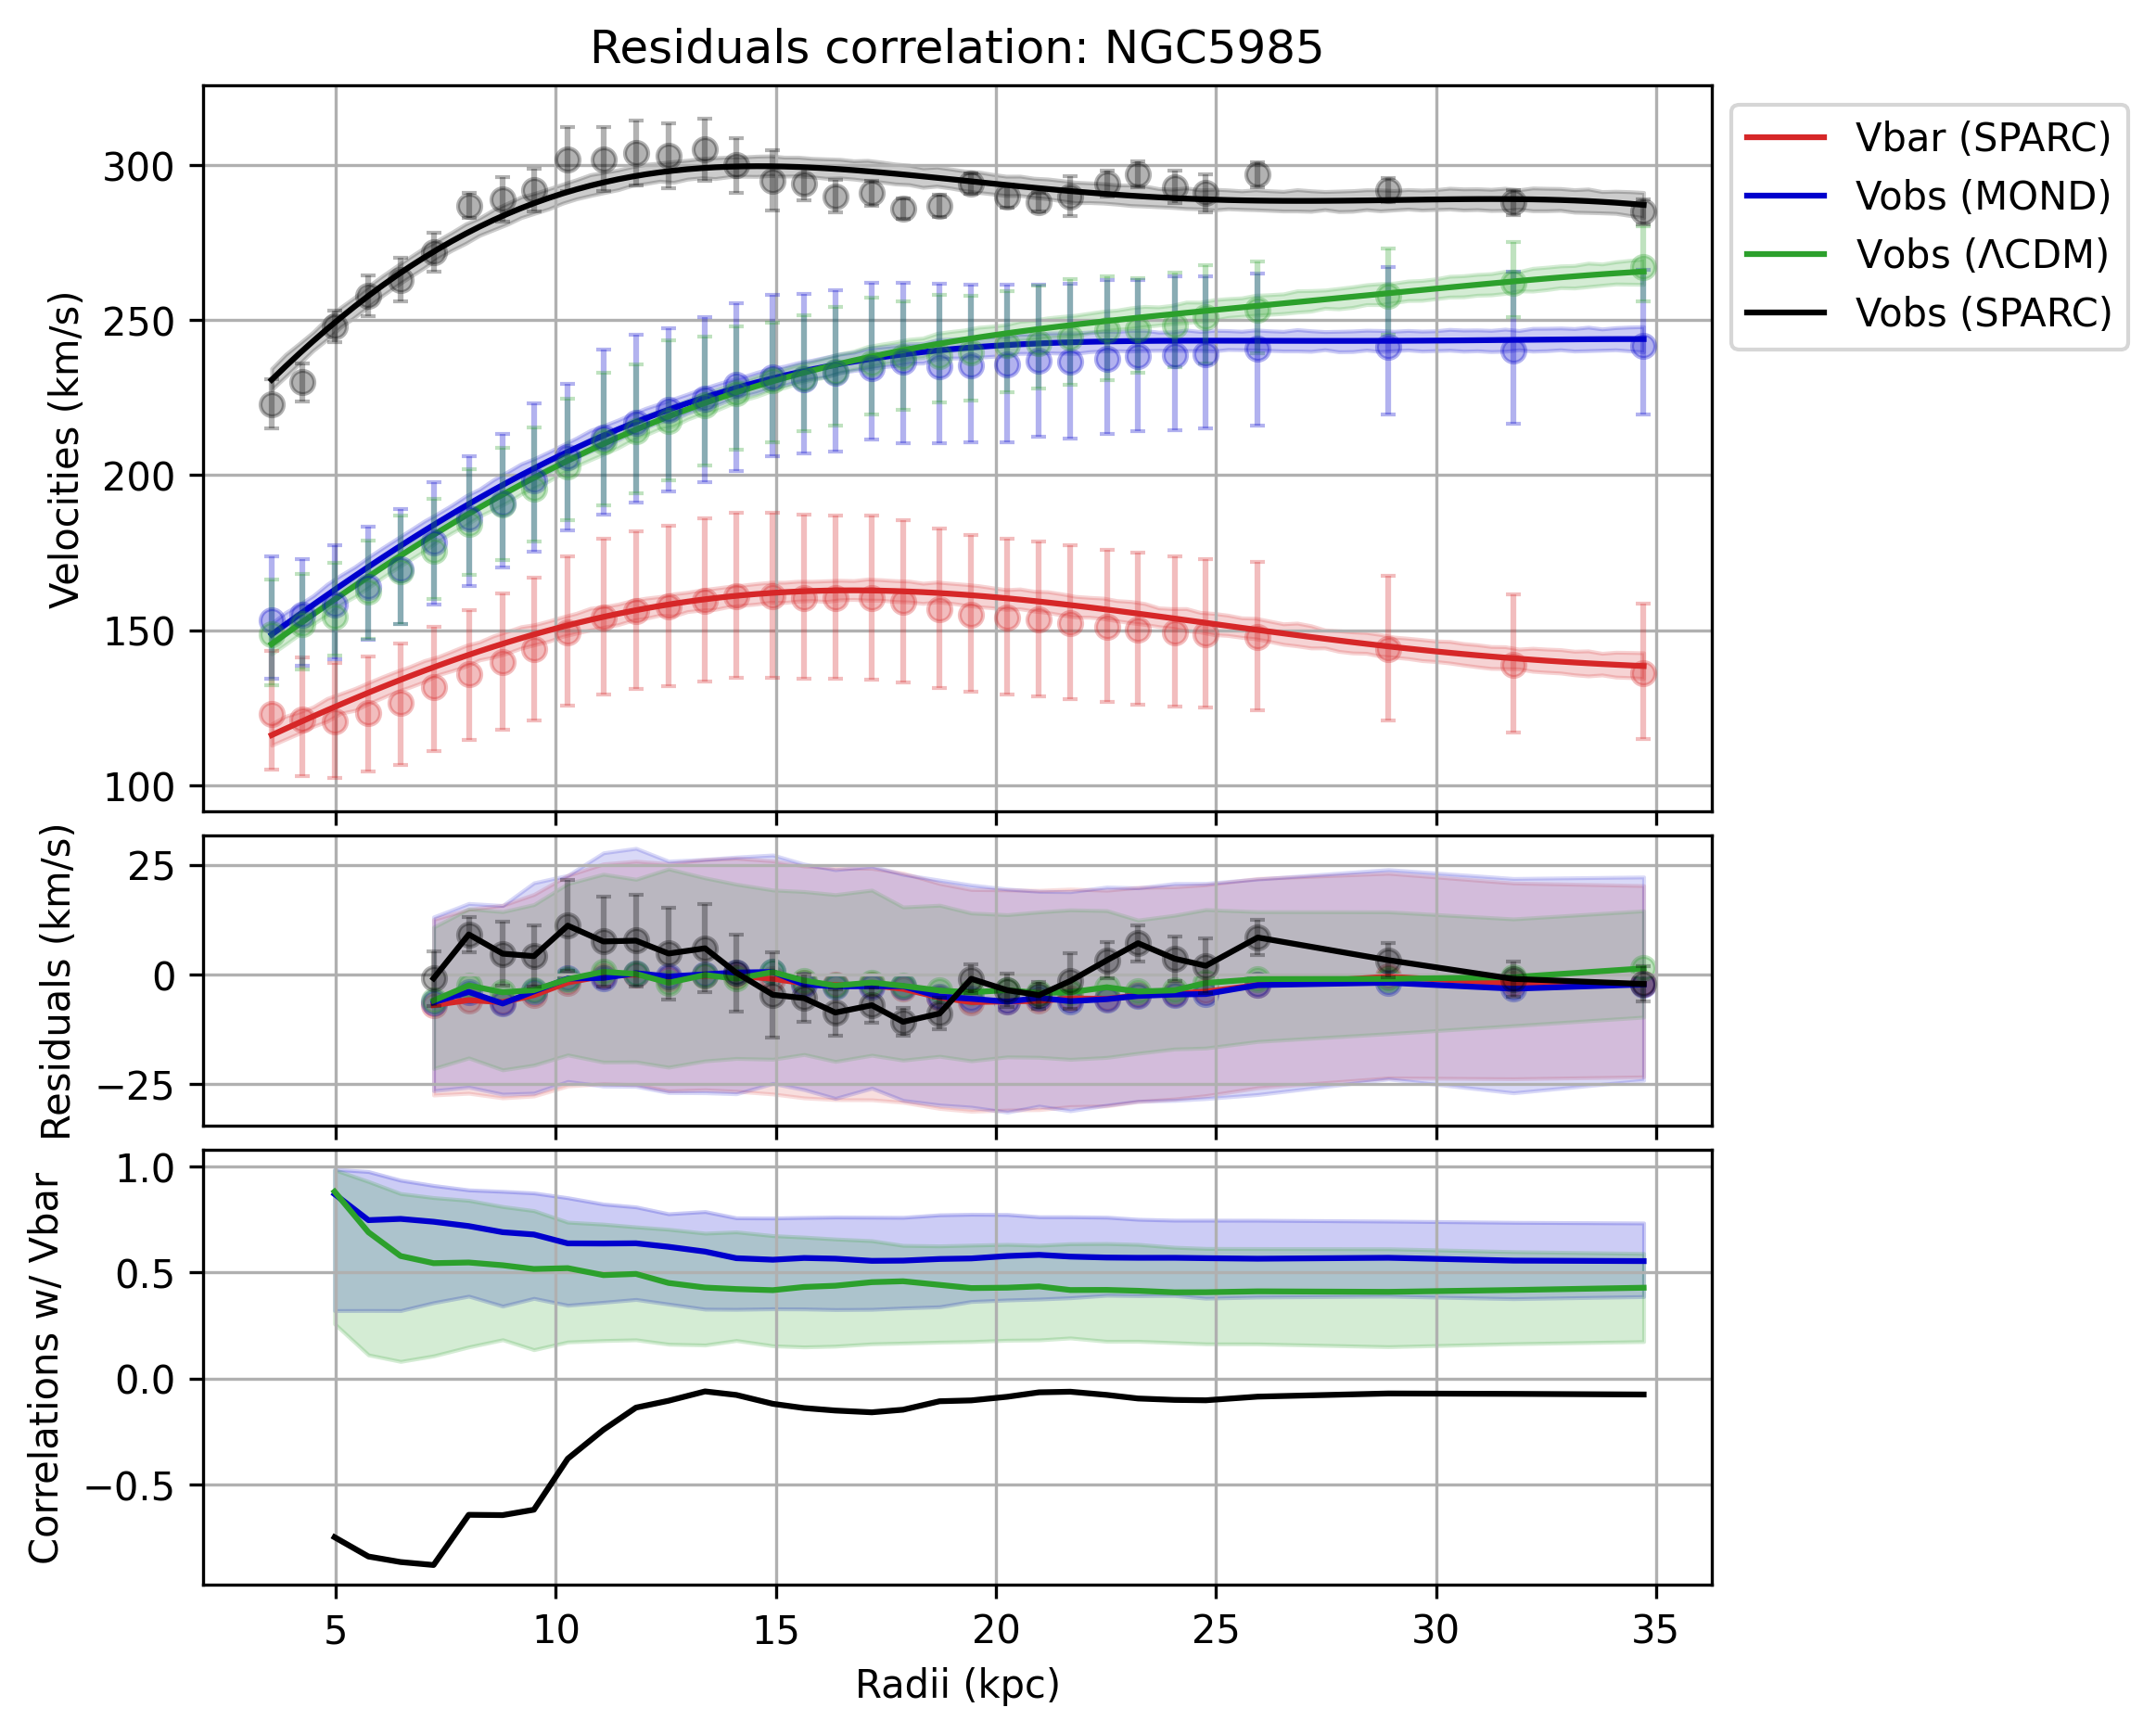 Residuals correlation: NGC5985
Velocities (km/s)
300
250
200
150
100
Vbar (SPARC)
Vobs (MOND)
Vobs (ΛCDM)
Vobs (SPARC)
Residuals (km/s)
25
0
−25
Correlations w/ Vbar
1.0
0.5
0.0
−0.5
5 10 15 20 25 30 35
Radii (kpc)